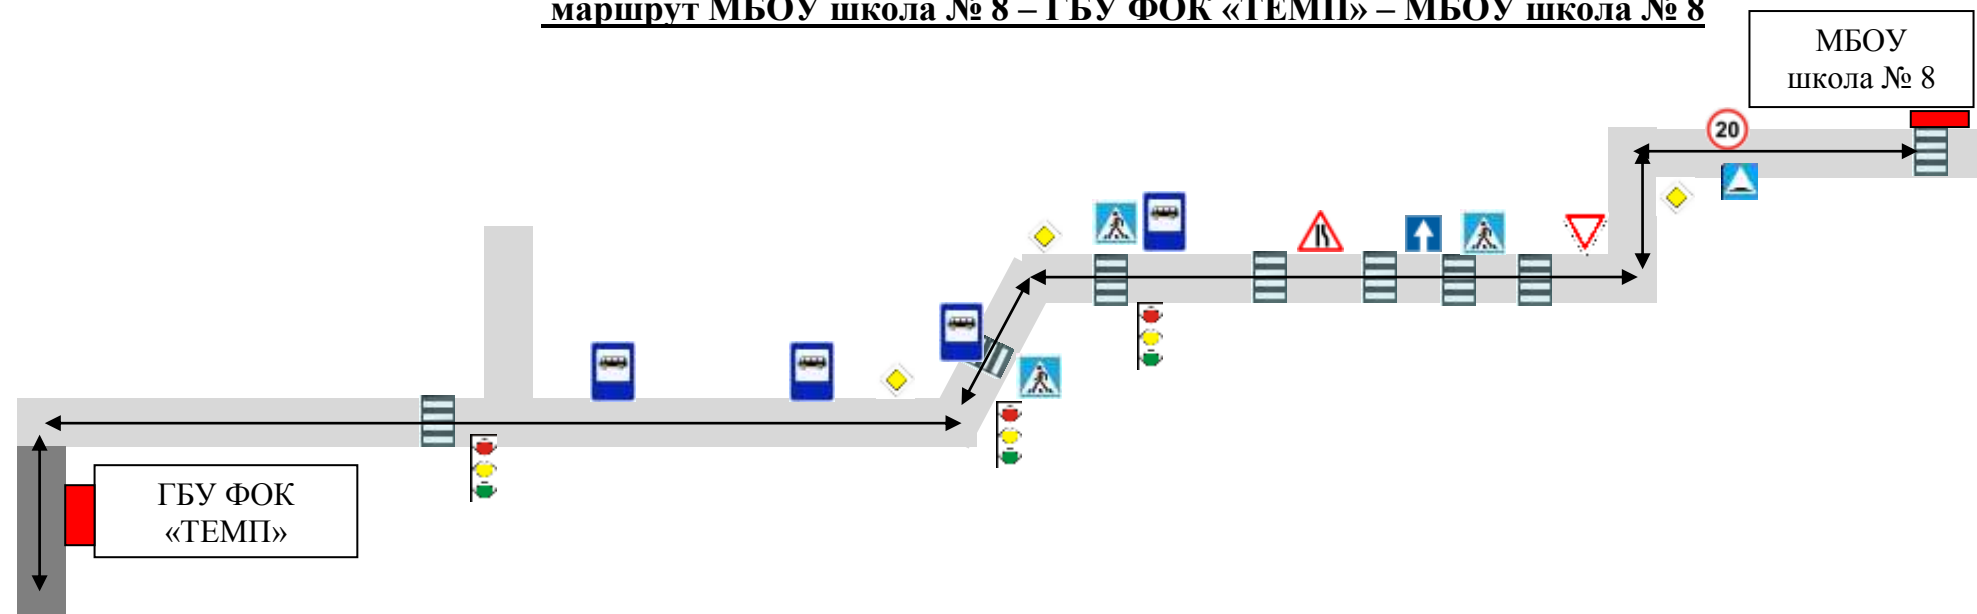 маршрут МБОУ школа № 8 – ГБУ ФОК «ТЕМП» – МБОУ школа № 8
МБОУ
школа № 8
20
ГБУ ФОК
«ТЕМП»